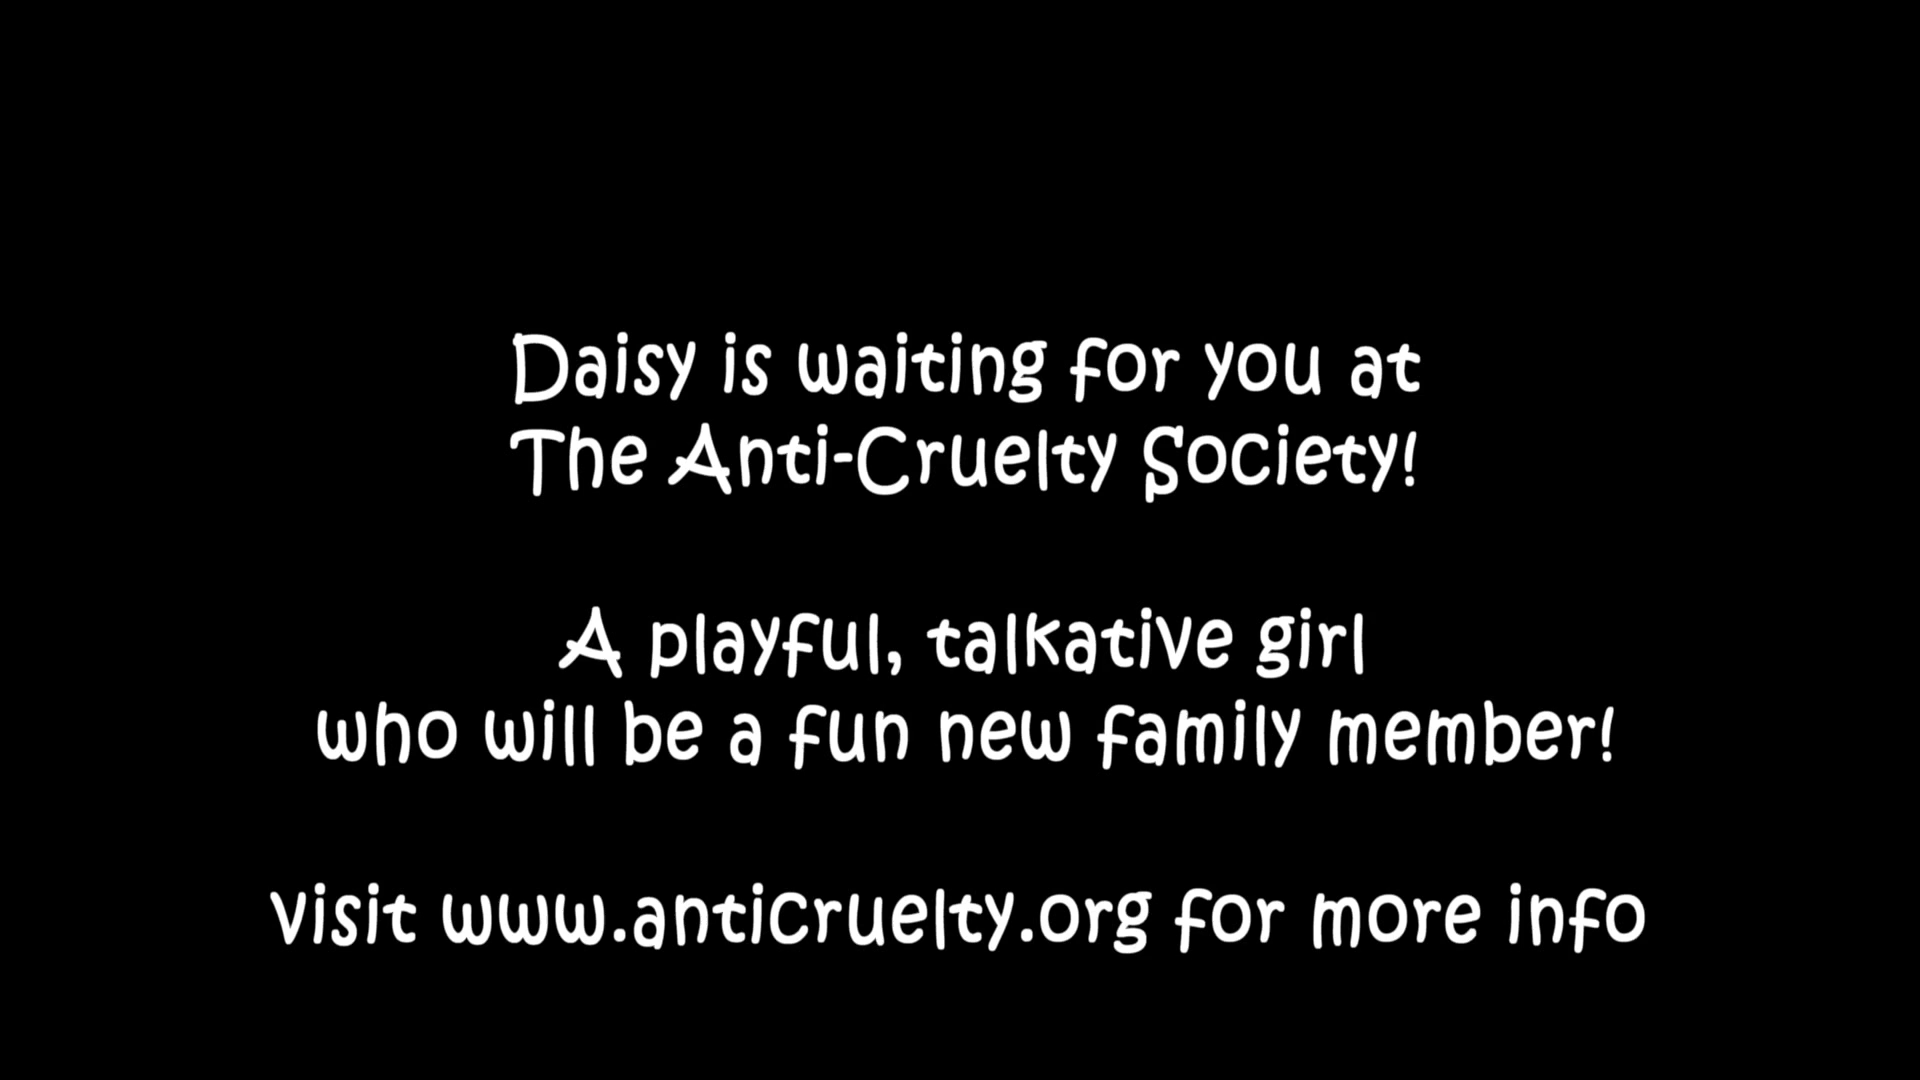 Daisy is waiting for you at
The Anti-Cruelty Society!
A playful, talkative girl
who will be a fun new family member!
visit www.anticruelty.org for more info